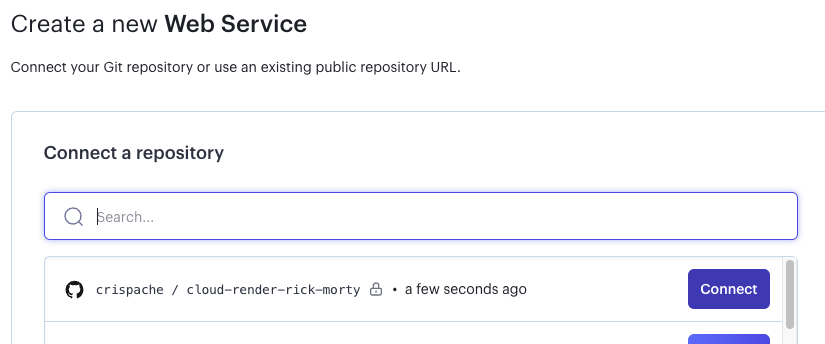 Create a new Web Service
Connect your Git repository or use an existing public repository URL.
Connect a repository
Search...
crispache / cloud-render-rick-morty • a few seconds ago
Connect